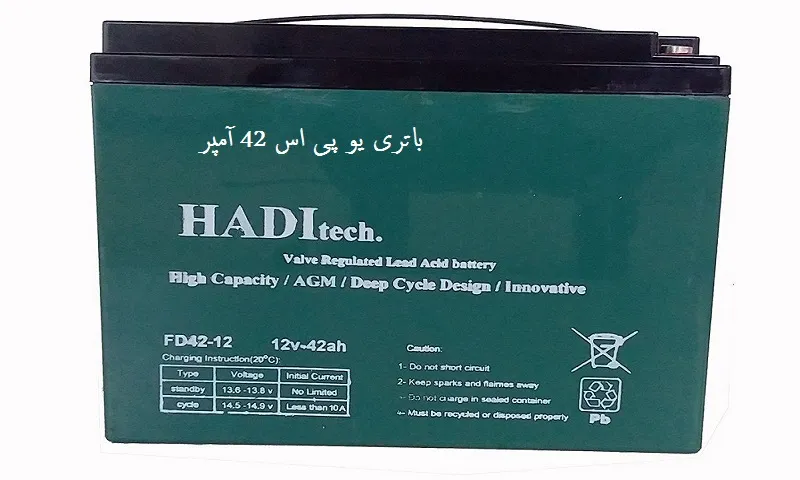 باتری یو پی اس 42 آمپر
HADItech.
Valve Regulated Lead Acid battery
High Capacity / AGM / Deep Cycle Design / Innovative
FD42-12 12v-42ah
Charging Instruction(20°C):
Type Voltage Initial Current
standby 13.6 -13.8 v No Limited
cycle 14.5 -14.9 v Less than 10A
Caution:
1- Do not short circuit
2- Keep sparks and flames away
- Do not charge in sealed container
4- Must be recycled or disposed properly
Pb